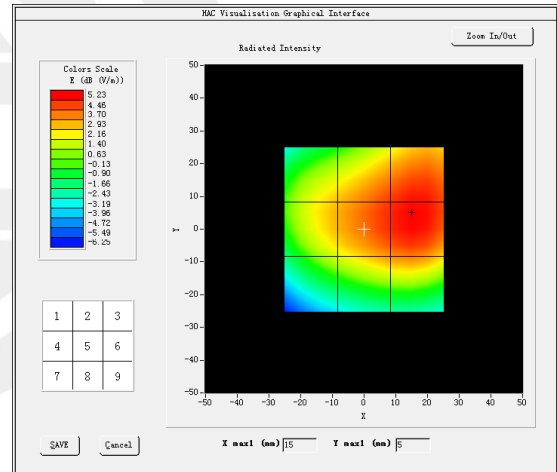 HAC Visualisation Graphical Interface
Zoom In/Out
Radiated Intensity
Colors Scale
E (dB (V/m))
5.23
4.46
3.70
2.93
2.16
1.40
0.63
-0.13
-0.90
-1.66
-2.43
-3.19
-3.96
-4.72
-5.49
-6.25
50
40
30
20
10
Y 0
-10
-20
-30
-40
-50
-50 -40 -30 -20 -10 0 10 20 30 40 50
X
1 2 3
4 5 6
7 8 9
SAVE Cancel X max1 (mm) 15 Y max1 (mm) 5